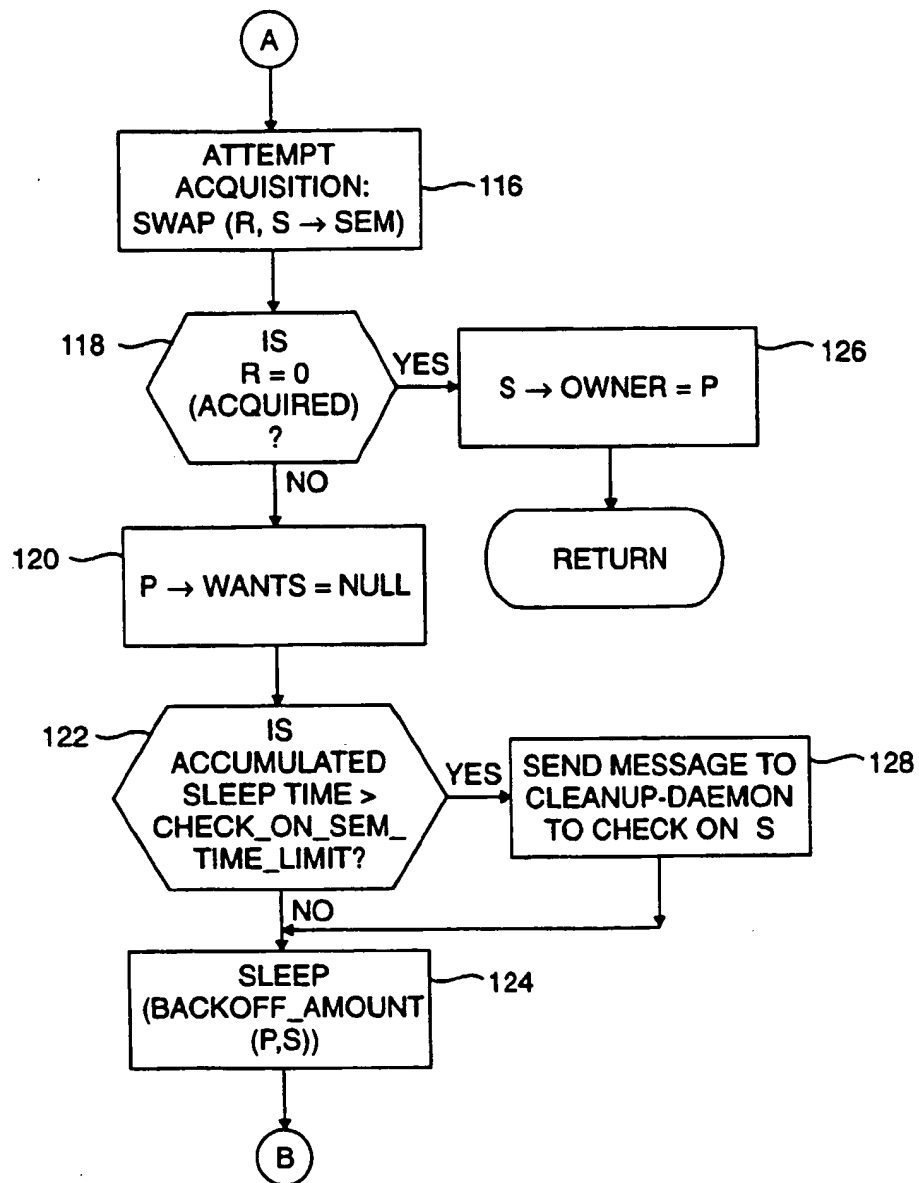 A
ATTEMPT
ACQUISITION:
SWAP (R, S → SEM)
116
118
IS
R = 0
(ACQUIRED)
?
YES
S → OWNER = P
126
NO
RETURN
120
P → WANTS = NULL
122
IS
ACCUMULATED
SLEEP TIME >
CHECK_ON_SEM_
TIME_LIMIT?
YES
SEND MESSAGE TO
CLEANUP-DAEMON
TO CHECK ON S
128
NO
SLEEP
(BACKOFF_AMOUNT
(P,S))
124
B